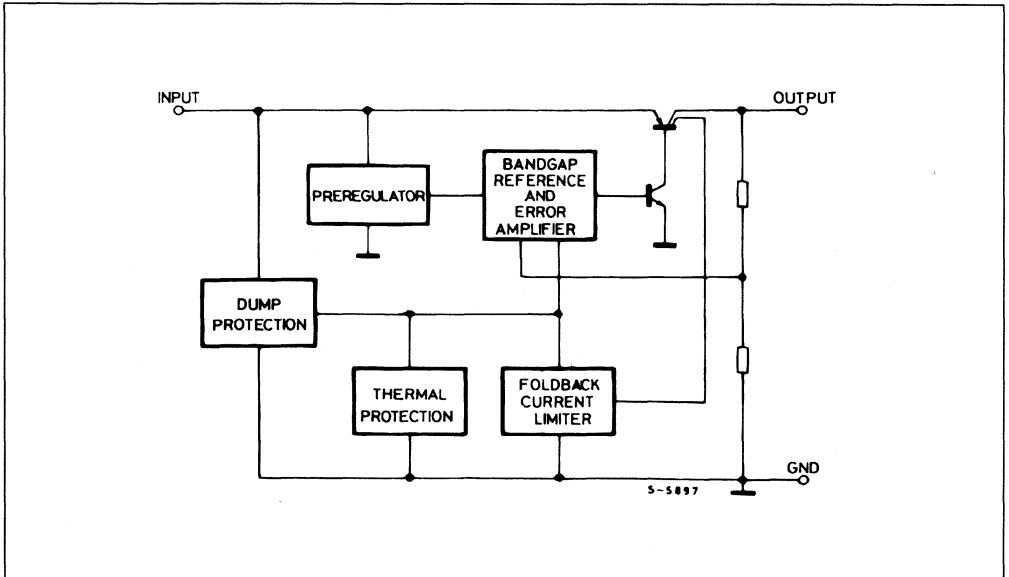 INPUT
OUTPUT
PREREGULATOR
BANDGAP
REFERENCE
AND
ERROR
AMPLIFIER
DUMP
PROTECTION
THERMAL
PROTECTION
FOLDBACK
CURRENT
LIMITER
GND
S-5897